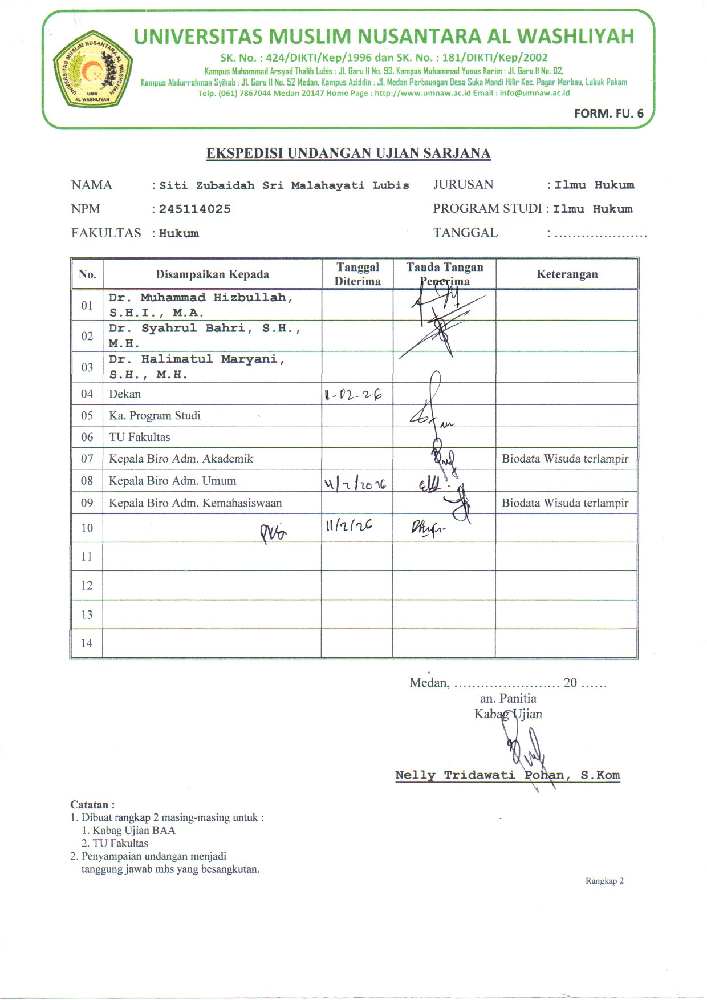 UNIVERSITAS MUSLIM NUSANTARA AL WASHLIYAH
SK. No. : 424/DIKTI/Kep/1996 dan SK. No. : 181/DIKTI/Kep/2002
Kampus Muhammad Arsyad Thalib Lubis : Jl. Garu II No. 93, Kampus Muhammad Yunus Karim : Jl. Garu II No. 02,
Kampus Abdurrahman Syihab : Jl. Garu II No. 52 Medan, Kampus Aziddin : Jl. Medan Perbaungan Desa Suka Mandi Hilir Kec. Pagar Merbau, Lubuk Pakam
Telp. (061) 7867044 Medan 20147 Home Page : http://www.umnaw.ac.id Email : info@umnaw.ac.id
UNIVERSITAS MUSLIM NUSANTARA AL WASHLIYAH
UMN
AL WASHLIYAH
FORM. FU. 6
EKSPEDISI UNDANGAN UJIAN SARJANA
NAMA : Siti Zubaidah Sri Malahayati Lubis JURUSAN : Ilmu Hukum
NPM : 245114025 PROGRAM STUDI : Ilmu Hukum
FAKULTAS : Hukum TANGGAL : .....................
No. Disampaikan Kepada Tanggal Diterima Tanda Tangan Penerima Keterangan
01 Dr. Muhammad Hizbullah,
S.H.I., M.A.
02 Dr. Syahrul Bahri, S.H.,
M.H.
03 Dr. Halimatul Maryani,
S.H., M.H.
04 Dekan 11-02-26
05 Ka. Program Studi
06 TU Fakultas
07 Kepala Biro Adm. Akademik Biodata Wisuda terlampir
08 Kepala Biro Adm. Umum 11/2/2026
09 Kepala Biro Adm. Kemahasiswaan Biodata Wisuda terlampir
10 11/2/26
11
12
13
14
Medan, ........................ 20 ......
an. Panitia
Kabag Ujian
Nelly Tridawati Pohan, S.Kom
Catatan :
1. Dibuat rangkap 2 masing-masing untuk :
1. Kabag Ujian BAA
2. TU Fakultas
2. Penyampaian undangan menjadi
tanggung jawab mhs yang besangkutan.
Rangkap 2